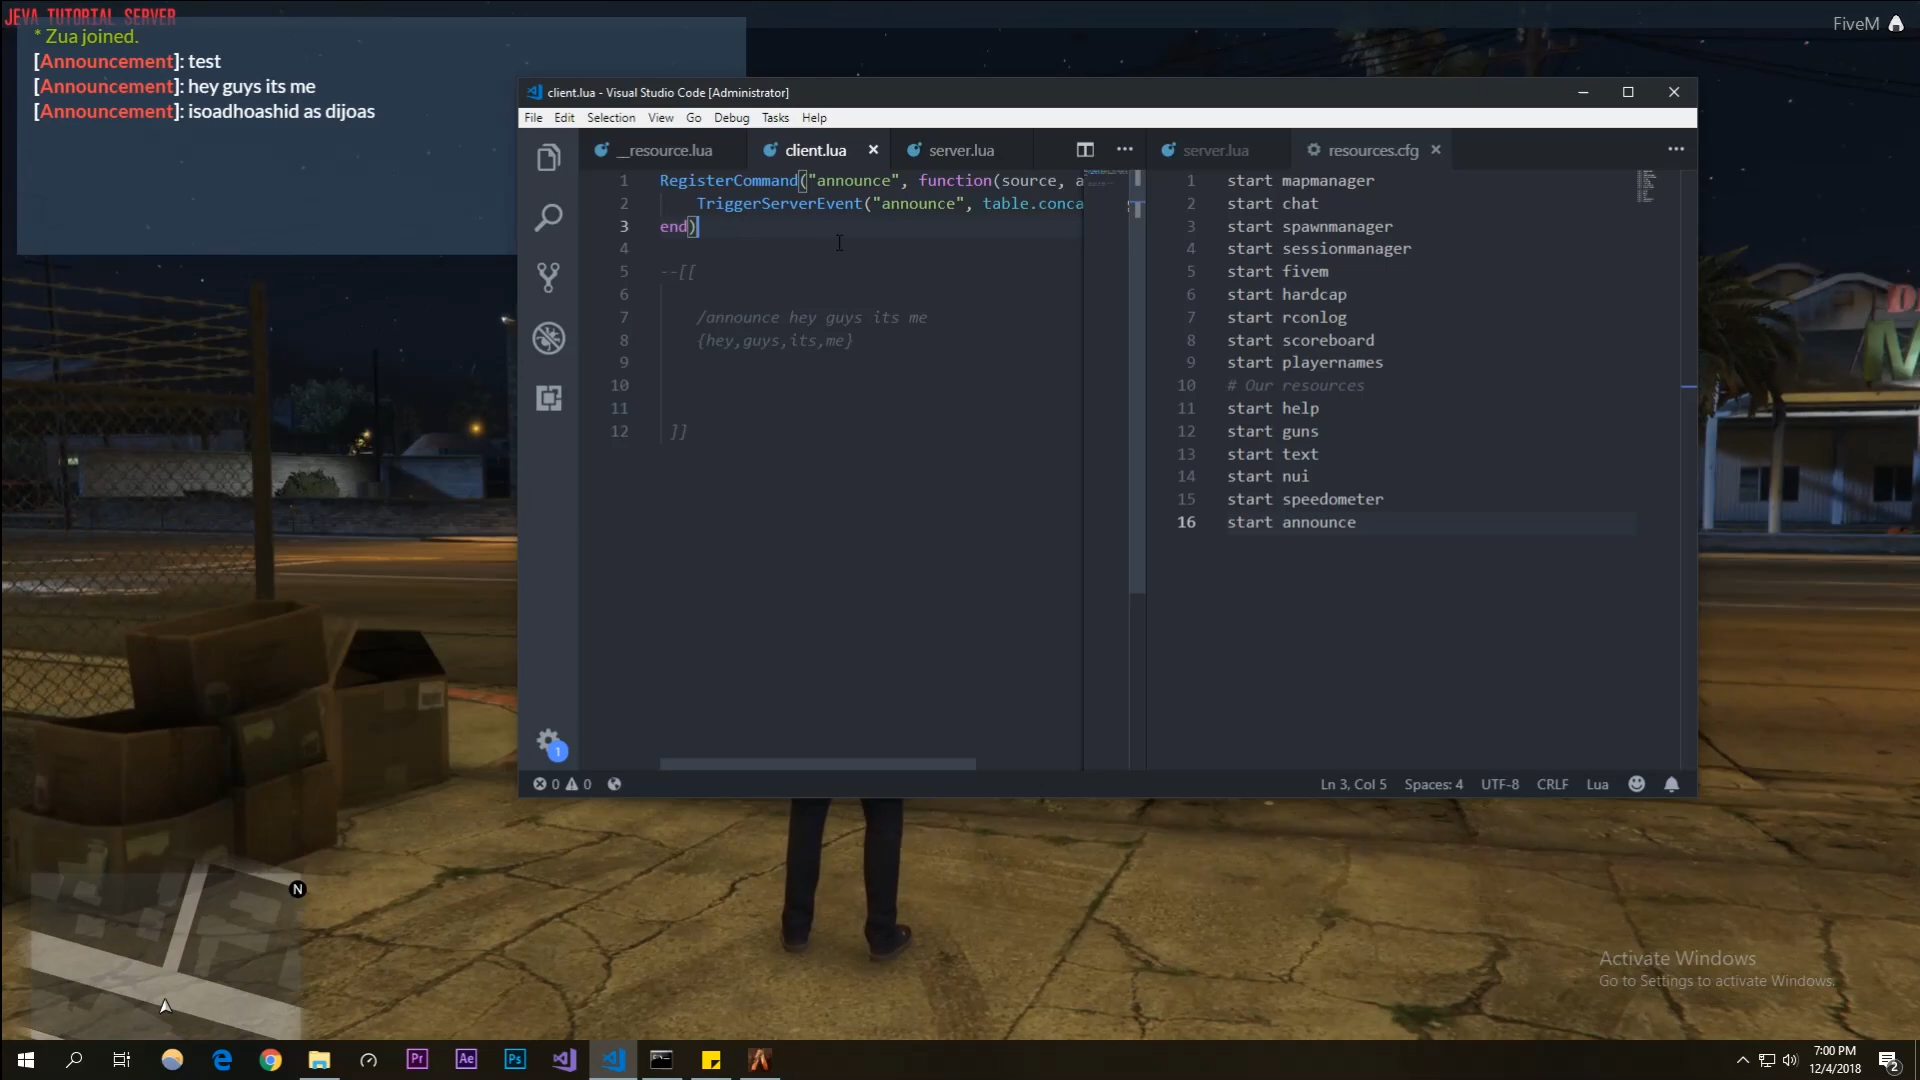 JEVA TUTORIAL SERVER
FiveM
* Zua joined.
[Announcement]: test
[Announcement]: hey guys its me
[Announcement]: isoadhoashid as dijoas
client.lua - Visual Studio Code [Administrator]
File Edit Selection View Go Debug Tasks Help
__resource.lua client.lua server.lua
1 RegisterCommand("announce", function(source, a
2 TriggerServerEvent("announce", table.conca
3 end)
4
5 --[[
6
7 /announce hey guys its me
8 {hey,guys,its,me}
9
10
11
12 ]]
server.lua resources.cfg
1 start mapmanager
2 start chat
3 start spawnmanager
4 start sessionmanager
5 start fivem
6 start hardcap
7 start rconlog
8 start scoreboard
9 start playernames
10 # Our resources
11 start help
12 start guns
13 start text
14 start nui
15 start speedometer
16 start announce
1
0 0 Ln 3, Col 5 Spaces: 4 UTF-8 CRLF Lua
N
Activate Windows
Go to Settings to activate Windows.
Pr Ae Ps
7:00 PM
12/4/2018
2